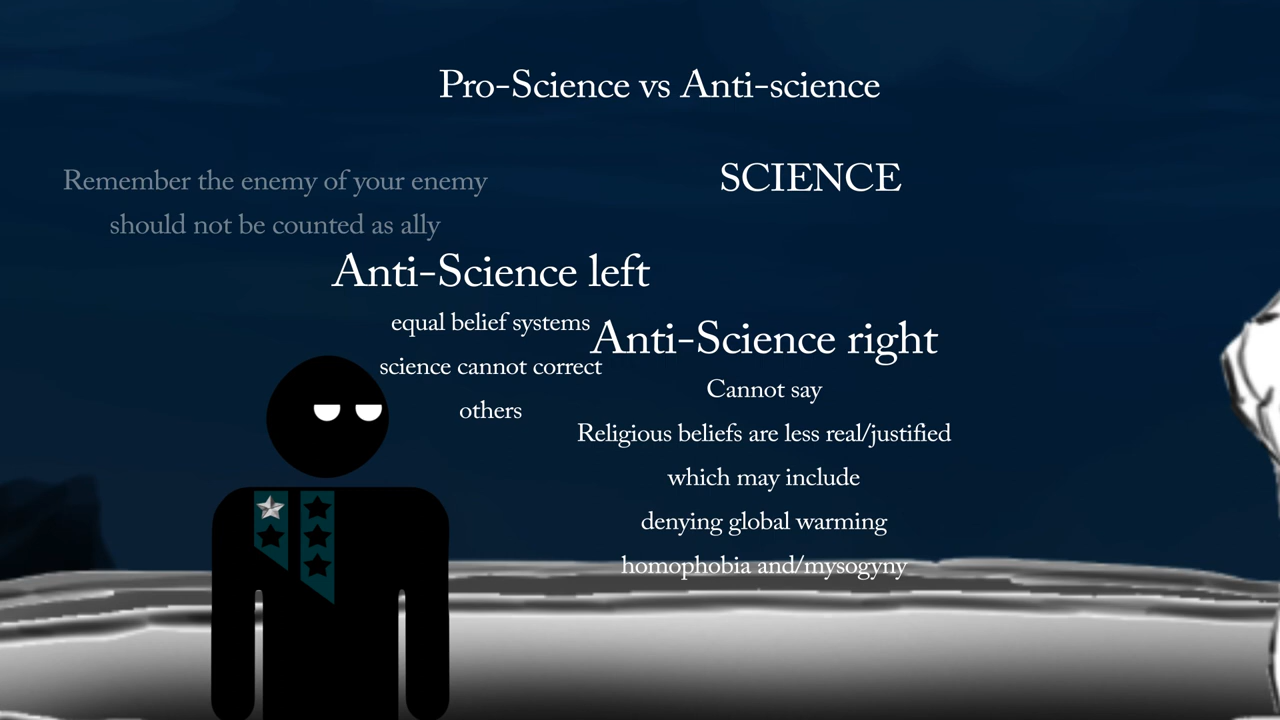 Pro-Science vs Anti-science
SCIENCE
Remember the enemy of your enemy
should not be counted as ally
Anti-Science left
equal belief systems
science cannot correct
others
Anti-Science right
Cannot say
Religious beliefs are less real/justified
which may include
denying global warming
homophobia and/mysogyny